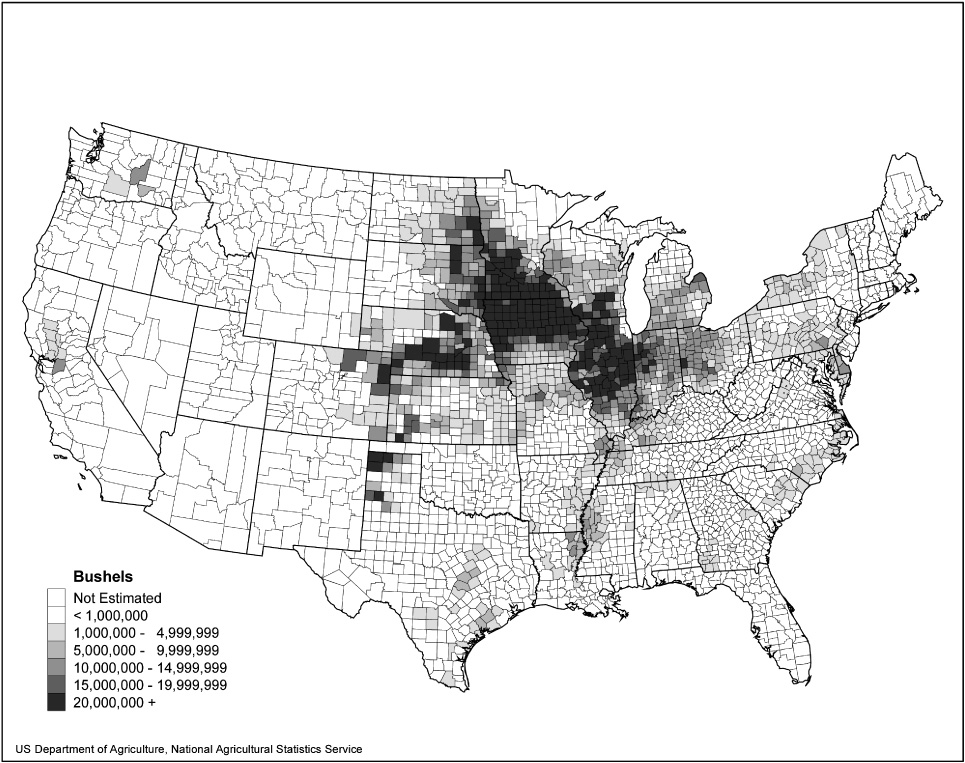 Bushels
Not Estimated
< 1,000,000
1,000,000 - 4,999,999
5,000,000 - 9,999,999
10,000,000 - 14,999,999
15,000,000 - 19,999,999
20,000,000 +
US Department of Agriculture, National Agricultural Statistics Service